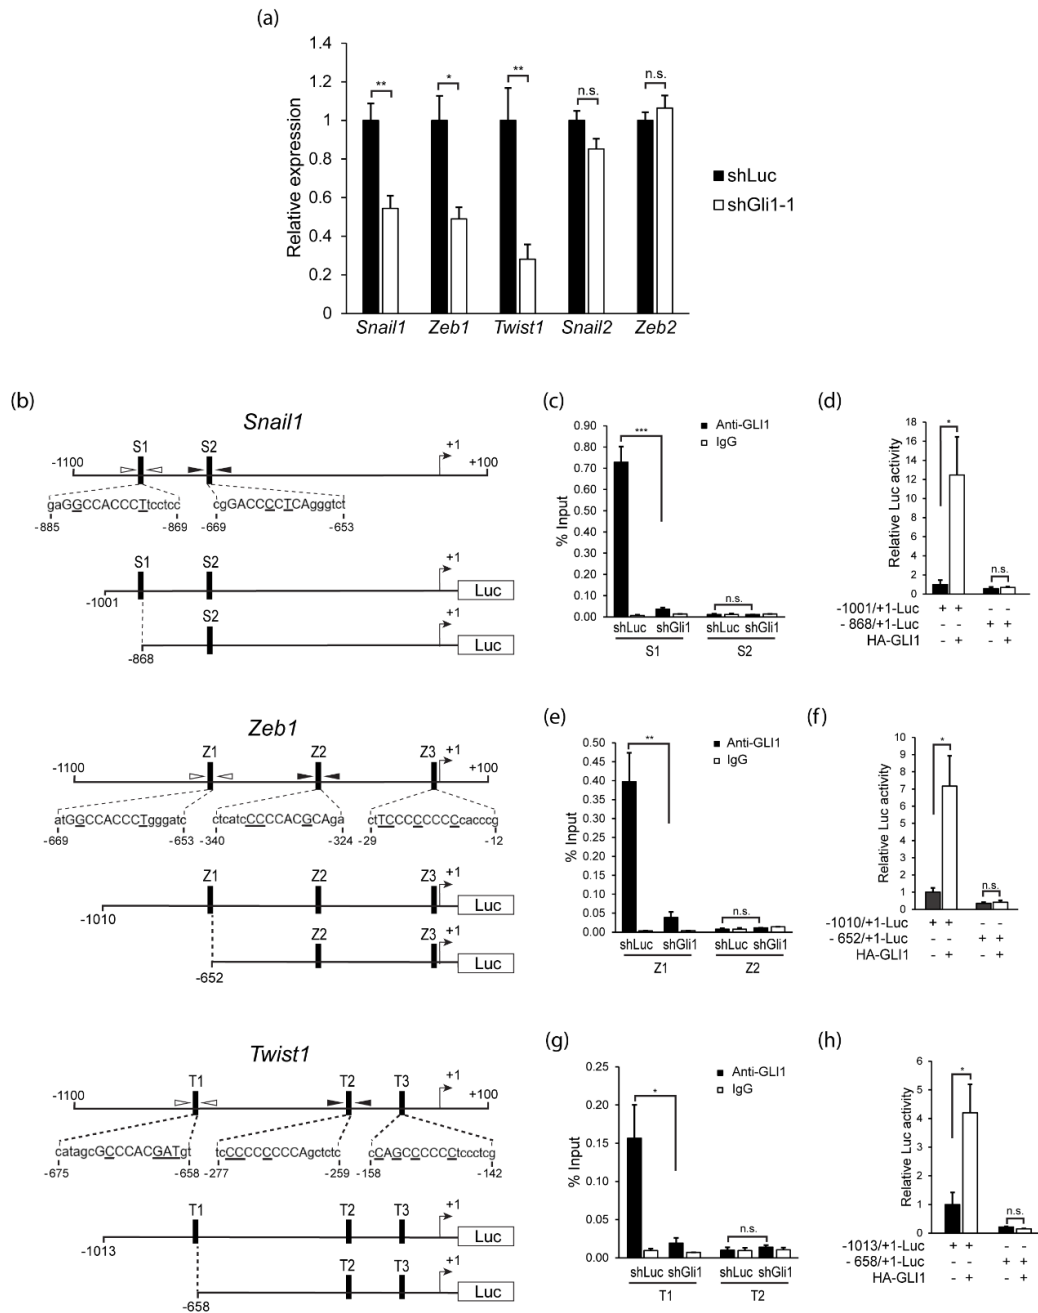 (a)
1.4
1.2
1
0.8
0.6
0.4
0.2
0
Relative expression
**
*
**
n.s.
n.s.
shLuc
shGli1-1
Snail1 Zeb1 Twist1 Snail2 Zeb2
(b)
Snail1
S1 S2 +1
-1100 +100
gaGGCCACCCTtcctcc cgGACCCCTCAgggtct
-885 -869 -669 -653
S1 S2 +1
-1001 Luc
S2 +1
-868 Luc
(c)
Anti-GLI1
IgG
***
n.s.
% Input
0.90
0.80
0.70
0.60
0.50
0.40
0.30
0.20
0.10
0.00
shLuc shGli1 shLuc shGli1
S1 S2
(d)
Relative Luc activity
18
16
14
12
10
8
6
4
2
0
*
n.s.
-1001/+1-Luc + + - -
- 868/+1-Luc - - + +
HA-GLI1 - + - +
Zeb1
Z1 Z2 Z3 +1
-1100 +100
atGGCCACCCTgggatc ctcatcCCCCACGCAga ctTCCCCCCCCcacccg
-669 -653 -340 -324 -29 -12
Z1 Z2 Z3 +1
-1010 Luc
Z2 Z3 +1
-652 Luc
(e)
Anti-GLI1
IgG
**
n.s.
% Input
0.50
0.45
0.40
0.35
0.30
0.25
0.20
0.15
0.10
0.05
0.00
shLuc shGli1 shLuc shGli1
Z1 Z2
(f)
Relative Luc activity
10
9
8
7
6
5
4
3
2
1
0
*
n.s.
-1010/+1-Luc + + - -
- 652/+1-Luc - - + +
HA-GLI1 - + - +
Twist1
T1 T2 T3 +1
-1100 +100
catagcGCCCACGATgt tcCCCCCCCCAgctctc cCAGCCCCCCtccctcg
-675 -658 -277 -259 -158 -142
T1 T2 T3 +1
-1013 Luc
T2 T3 +1
-658 Luc
(g)
Anti-GLI1
IgG
*
n.s.
% Input
0.25
0.20
0.15
0.10
0.05
0.00
shLuc shGli1 shLuc shGli1
T1 T2
(h)
Relative Luc activity
6
5
4
3
2
1
0
*
n.s.
-1013/+1-Luc + + - -
- 658/+1-Luc - - + +
HA-GLI1 - + - +